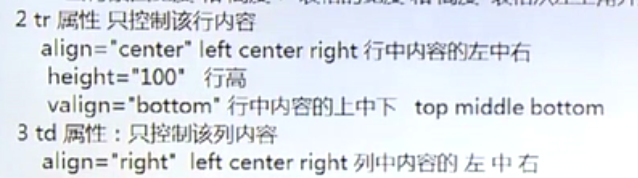 2 tr 属性 只控制该行内容
align="center" left center right 行中内容的左中右
height="100" 行高
valign="bottom" 行中内容的上中下 top middle bottom
3 td 属性：只控制该列内容
align="right" left center right 列中内容的 左 中 右